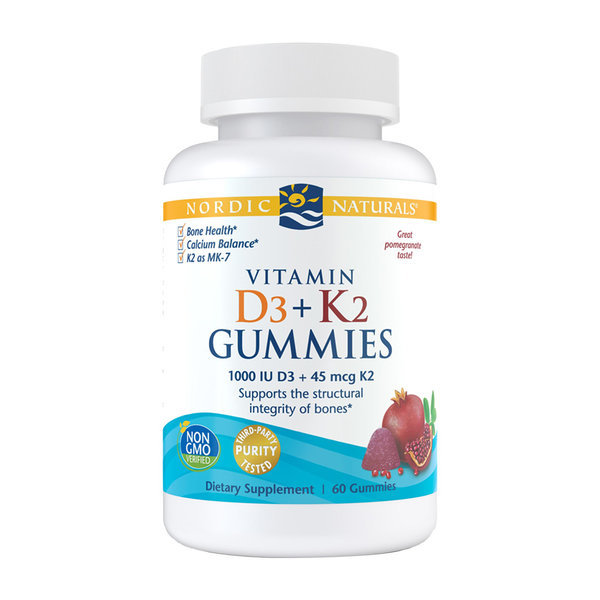 NORDIC NATURALS®
Bone Health*
Calcium Balance*
K2 as MK-7
Great
pomegranate
taste!
VITAMIN
D3+K2
GUMMIES
1000 IU D3 + 45 mcg K2
Supports the structural
integrity of bones*
NON
GMO
VERIFIED
THIRD-PARTY
PURITY
TESTED
Dietary Supplement | 60 Gummies